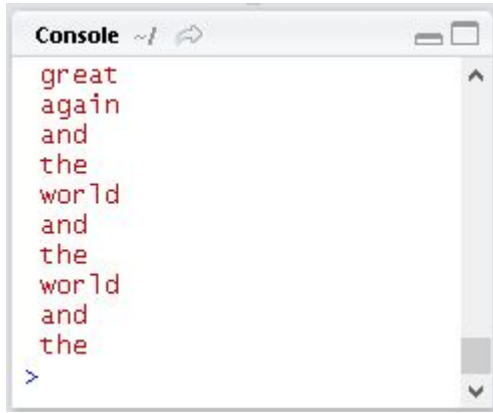 Console ~/
great
again
and
the
world
and
the
world
and
the
>